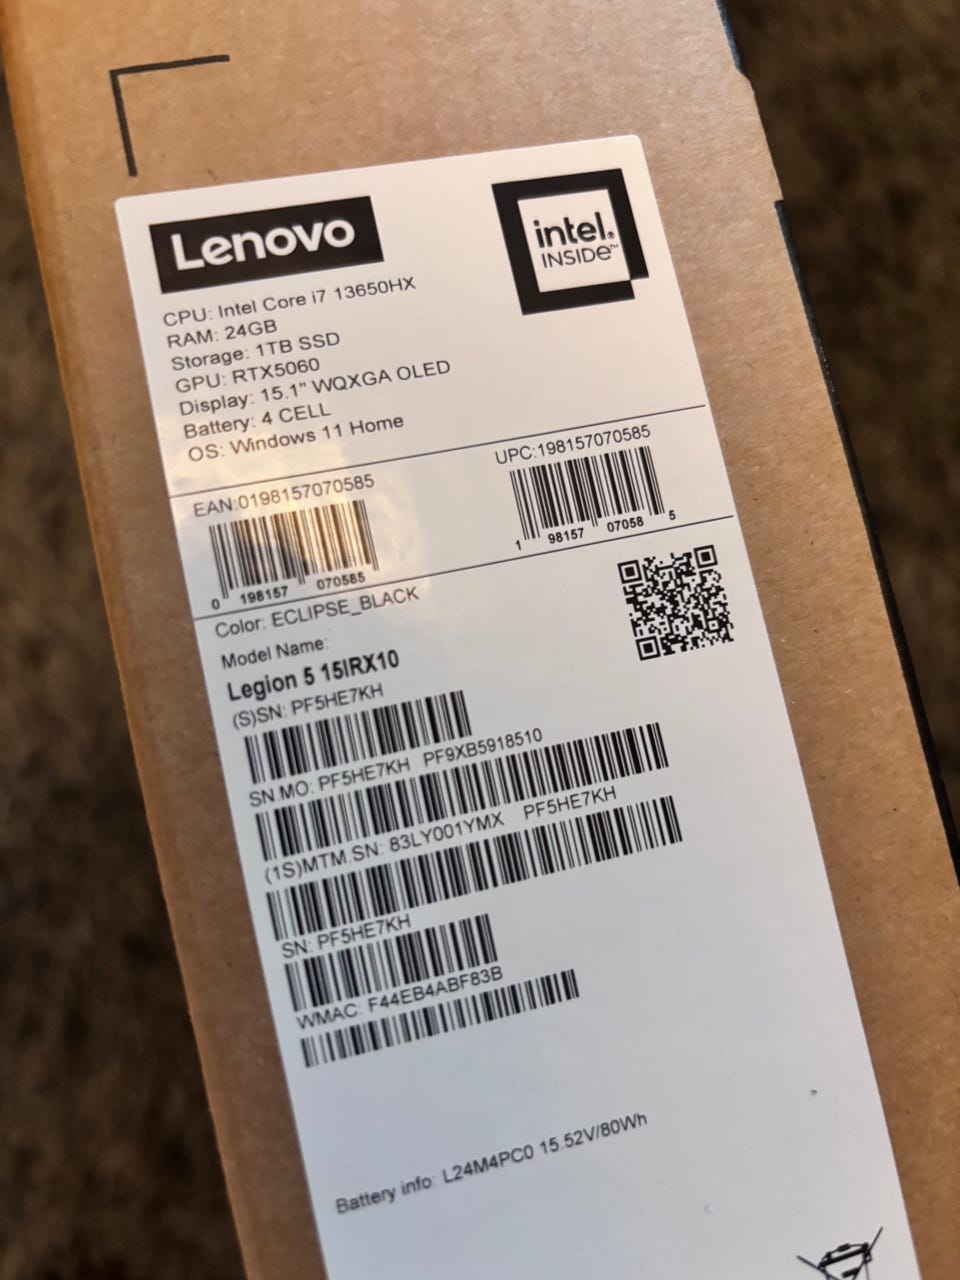 Lenovo
intel®
INSIDE™
CPU: Intel Core i7 13650HX
RAM: 24GB
Storage: 1TB SSD
GPU: RTX5060
Display: 15.1" WQXGA OLED
Battery: 4 CELL
OS: Windows 11 Home
EAN:0198157070585
0 198157 070585
UPC:198157070585
1 98157 07058 5
Color: ECLIPSE_BLACK
Model Name:
Legion 5 15IRX10
(S)SN: PF5HE7KH
SN.MO: PF5HE7KH PF9XB5918510
(1S)MTM.SN: 83LY001YMX PF5HE7KH
SN: PF5HE7KH
WMAC: F44EB4ABF83B
Battery info: L24M4PC0 15.52V/80Wh